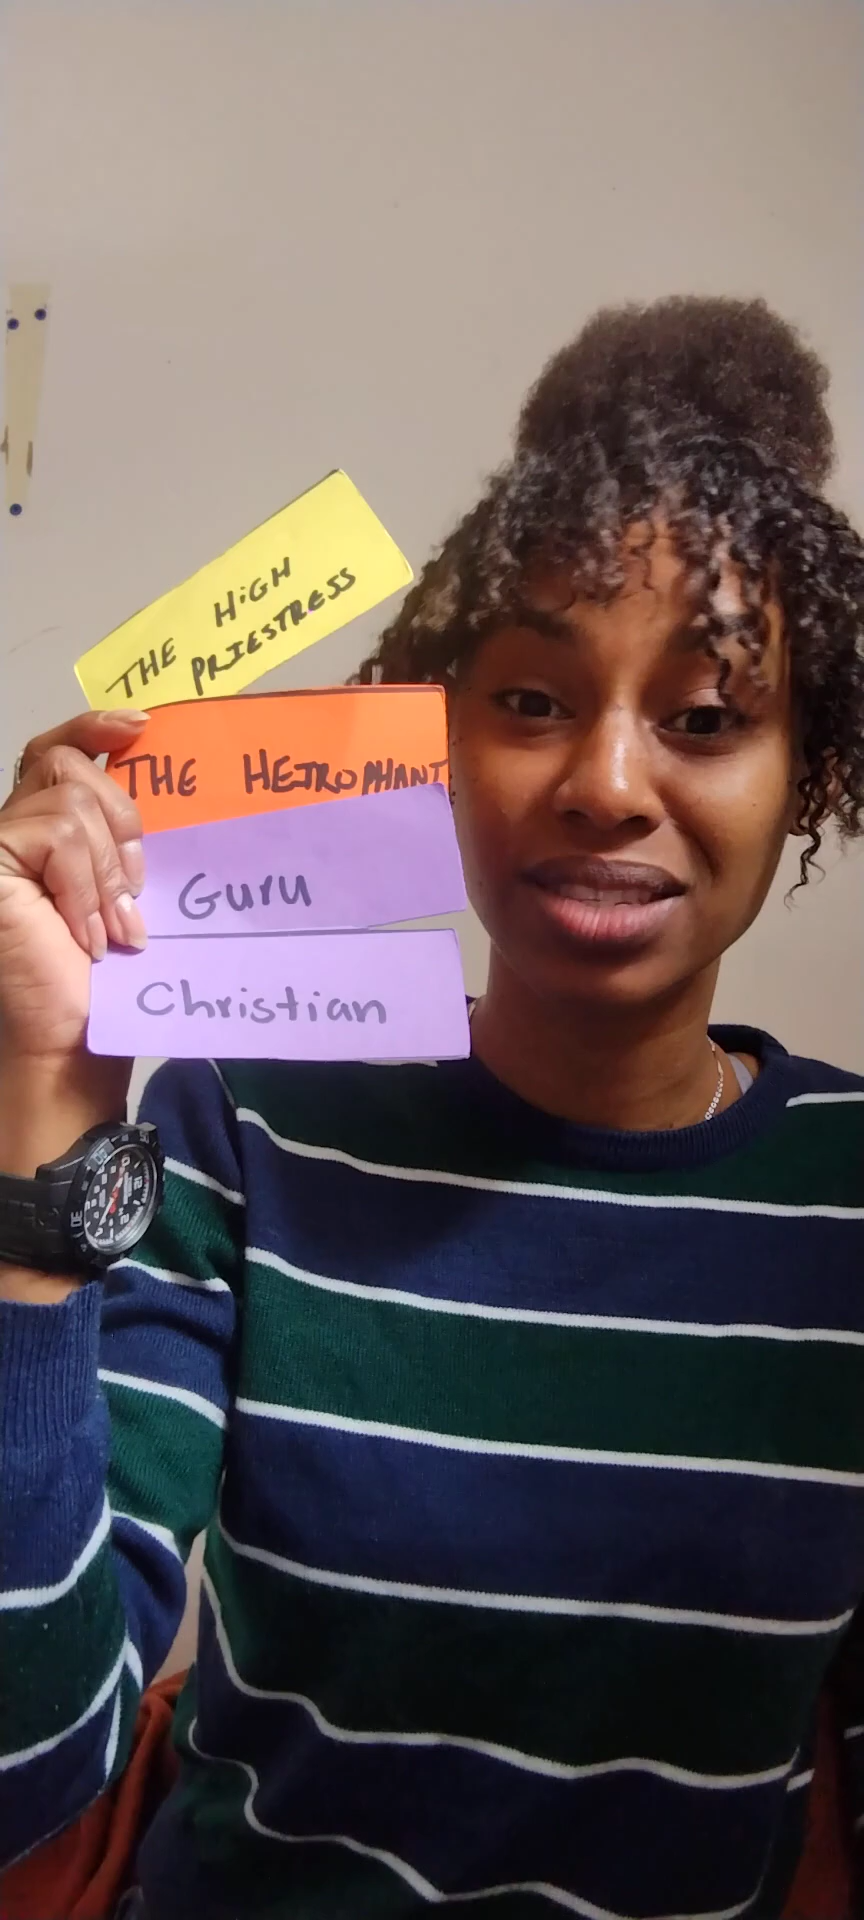 THE HiGH
PRIESTRESS
THE HEIROPHANT
Guru
Christian